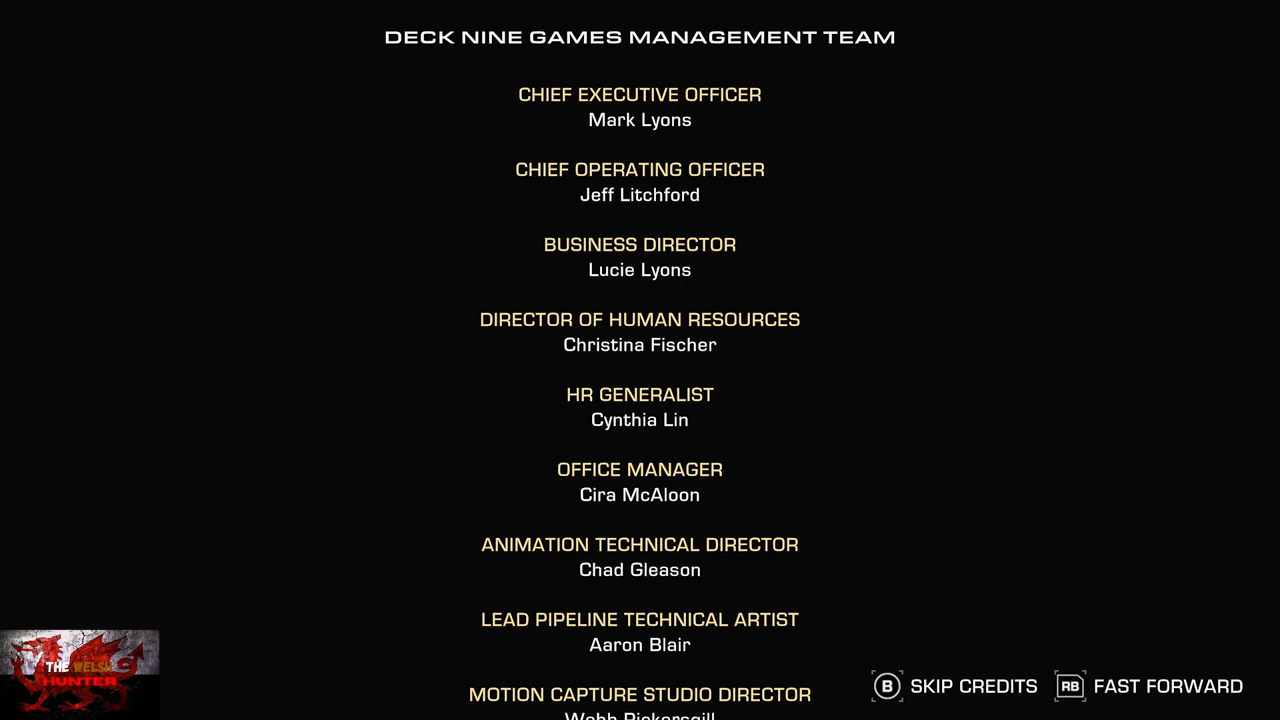 DECK NINE GAMES MANAGEMENT TEAM
CHIEF EXECUTIVE OFFICER
Mark Lyons
CHIEF OPERATING OFFICER
Jeff Litchford
BUSINESS DIRECTOR
Lucie Lyons
DIRECTOR OF HUMAN RESOURCES
Christina Fischer
HR GENERALIST
Cynthia Lin
OFFICE MANAGER
Cira McAloon
ANIMATION TECHNICAL DIRECTOR
Chad Gleason
LEAD PIPELINE TECHNICAL ARTIST
Aaron Blair
MOTION CAPTURE STUDIO DIRECTOR
Webb Pickersgill
THE WELSH
HUNTER
B SKIP CREDITS RB FAST FORWARD